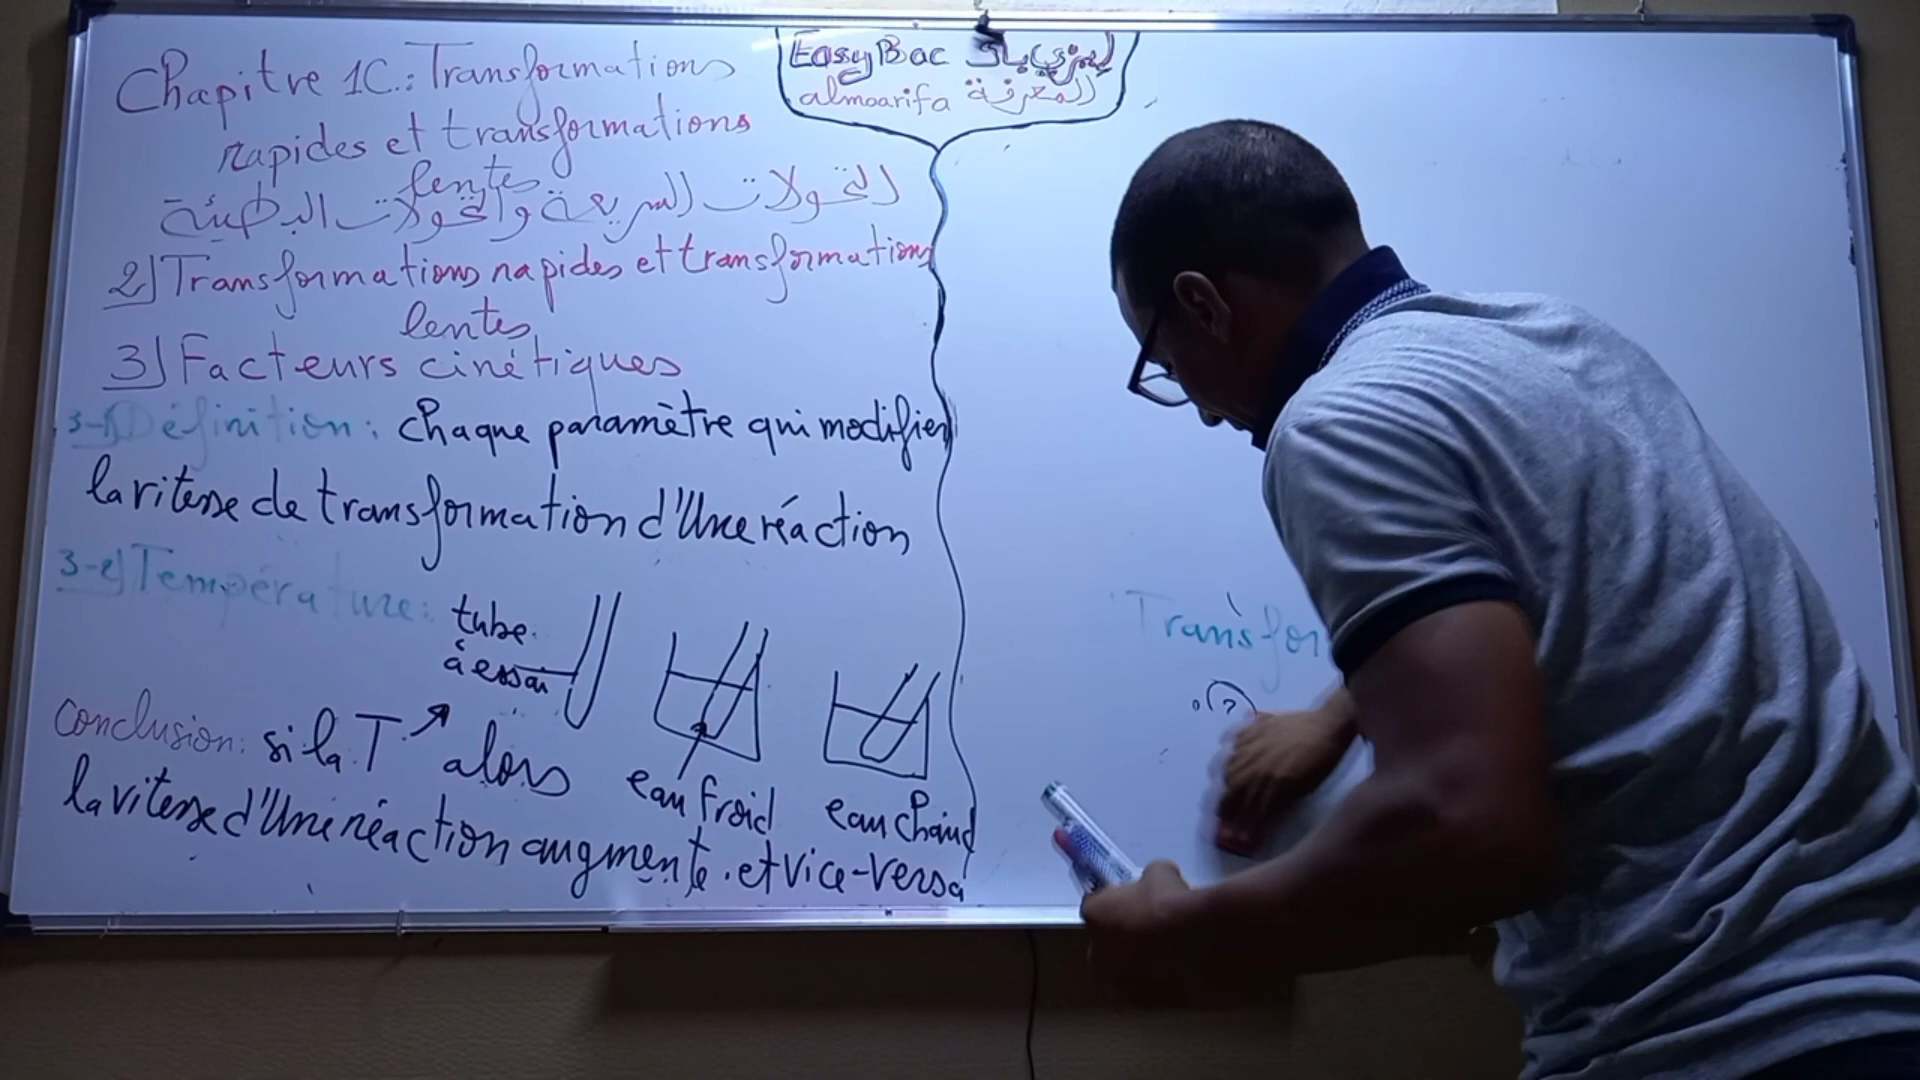 Chapitre 1C: Transformations
rapides et transformations
lentes
التحولات السريعة والتحولات البطيئة
2) Transformations rapides et transformations
lentes
3) Facteurs cinétiques
3-1) Définition: chaque paramètre qui modifier
la vitesse de transformation d'Une réaction
3-2) Température:
tube
à essai
eau froid
eau chaud
conclusion: si la T ↗ alors
la vitesse d'Une réaction augmente. et vice-versa
EasyBac إيزي باك
almoarifa المعرفة
Transfor